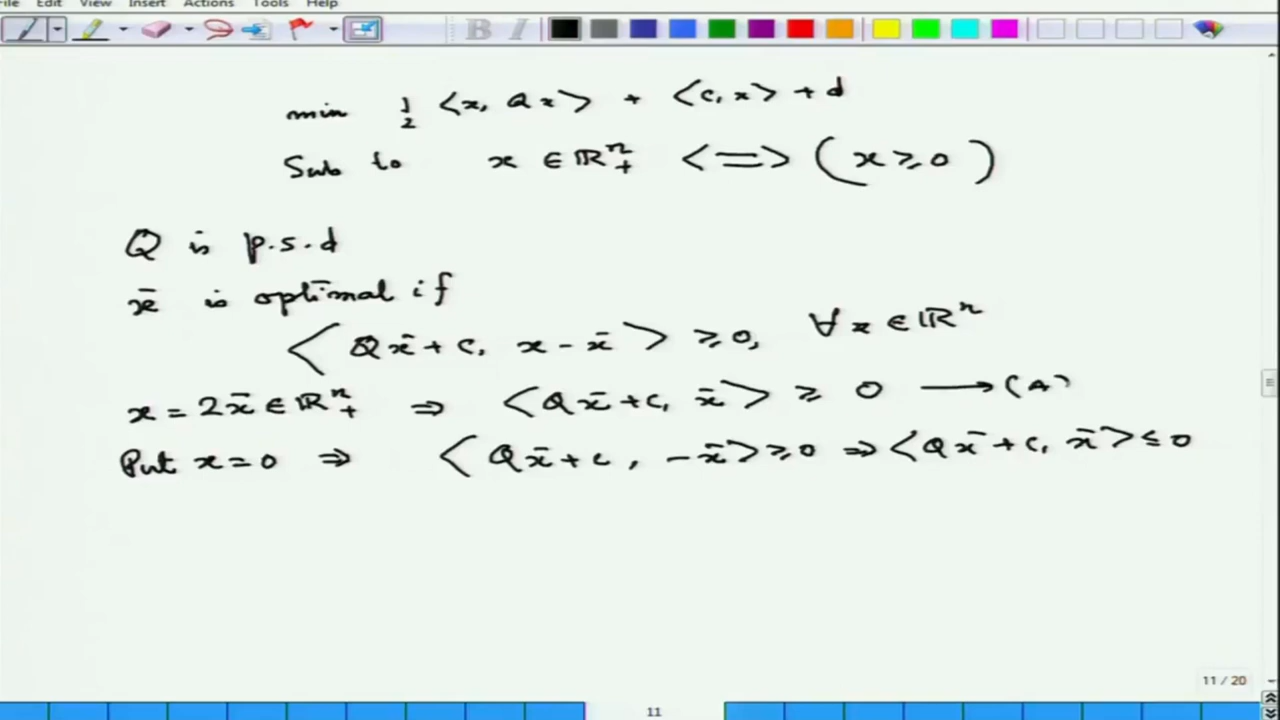 File Edit View Insert Actions Tools Help
B I
min 1/2 <x, Qx> + <c, x> + d
Sub to x ∈ ℝⁿ₊ <=> (x ≥ 0)
Q is p.s.d
x̄ is optimal if
<Qx̄ + c, x - x̄> ≥ 0, ∀ x ∈ ℝⁿ
x = 2x̄ ∈ ℝⁿ₊ ⇒ <Qx̄ + c, x̄> ≥ 0 → (A)
Put x = 0 ⇒ <Qx̄ + c, -x̄> ≥ 0 ⇒ <Qx̄ + c, x̄> ≤ 0
11 / 20
11